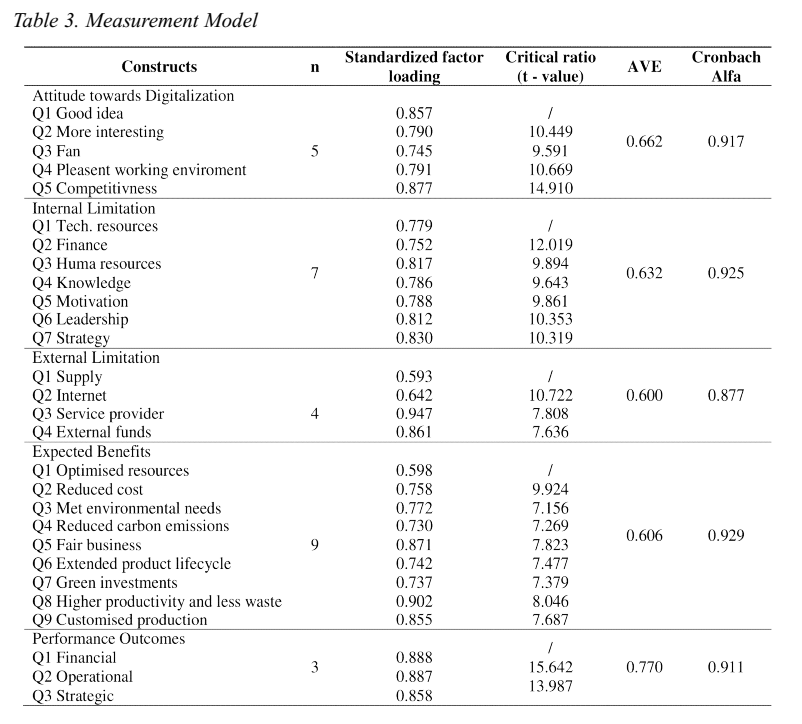 Table 3. Measurement Model
Constructs n Standardized factor loading Critical ratio (t - value) AVE Cronbach Alfa
Attitude towards Digitalization
Q1 Good idea 0.857 /
Q2 More interesting 0.790 10.449
Q3 Fan 5 0.745 9.591 0.662 0.917
Q4 Pleasent working enviroment 0.791 10.669
Q5 Competitivness 0.877 14.910
Internal Limitation
Q1 Tech. resources 0.779 /
Q2 Finance 0.752 12.019
Q3 Huma resources 0.817 9.894
Q4 Knowledge 7 0.786 9.643 0.632 0.925
Q5 Motivation 0.788 9.861
Q6 Leadership 0.812 10.353
Q7 Strategy 0.830 10.319
External Limitation
Q1 Supply 0.593 /
Q2 Internet 0.642 10.722 0.600 0.877
Q3 Service provider 4 0.947 7.808
Q4 External funds 0.861 7.636
Expected Benefits
Q1 Optimised resources 0.598 /
Q2 Reduced cost 0.758 9.924
Q3 Met environmental needs 0.772 7.156
Q4 Reduced carbon emissions 0.730 7.269
Q5 Fair business 9 0.871 7.823 0.606 0.929
Q6 Extended product lifecycle 0.742 7.477
Q7 Green investments 0.737 7.379
Q8 Higher productivity and less waste 0.902 8.046
Q9 Customised production 0.855 7.687
Performance Outcomes
Q1 Financial 0.888 /
Q2 Operational 3 0.887 15.642 0.770 0.911
Q3 Strategic 0.858 13.987